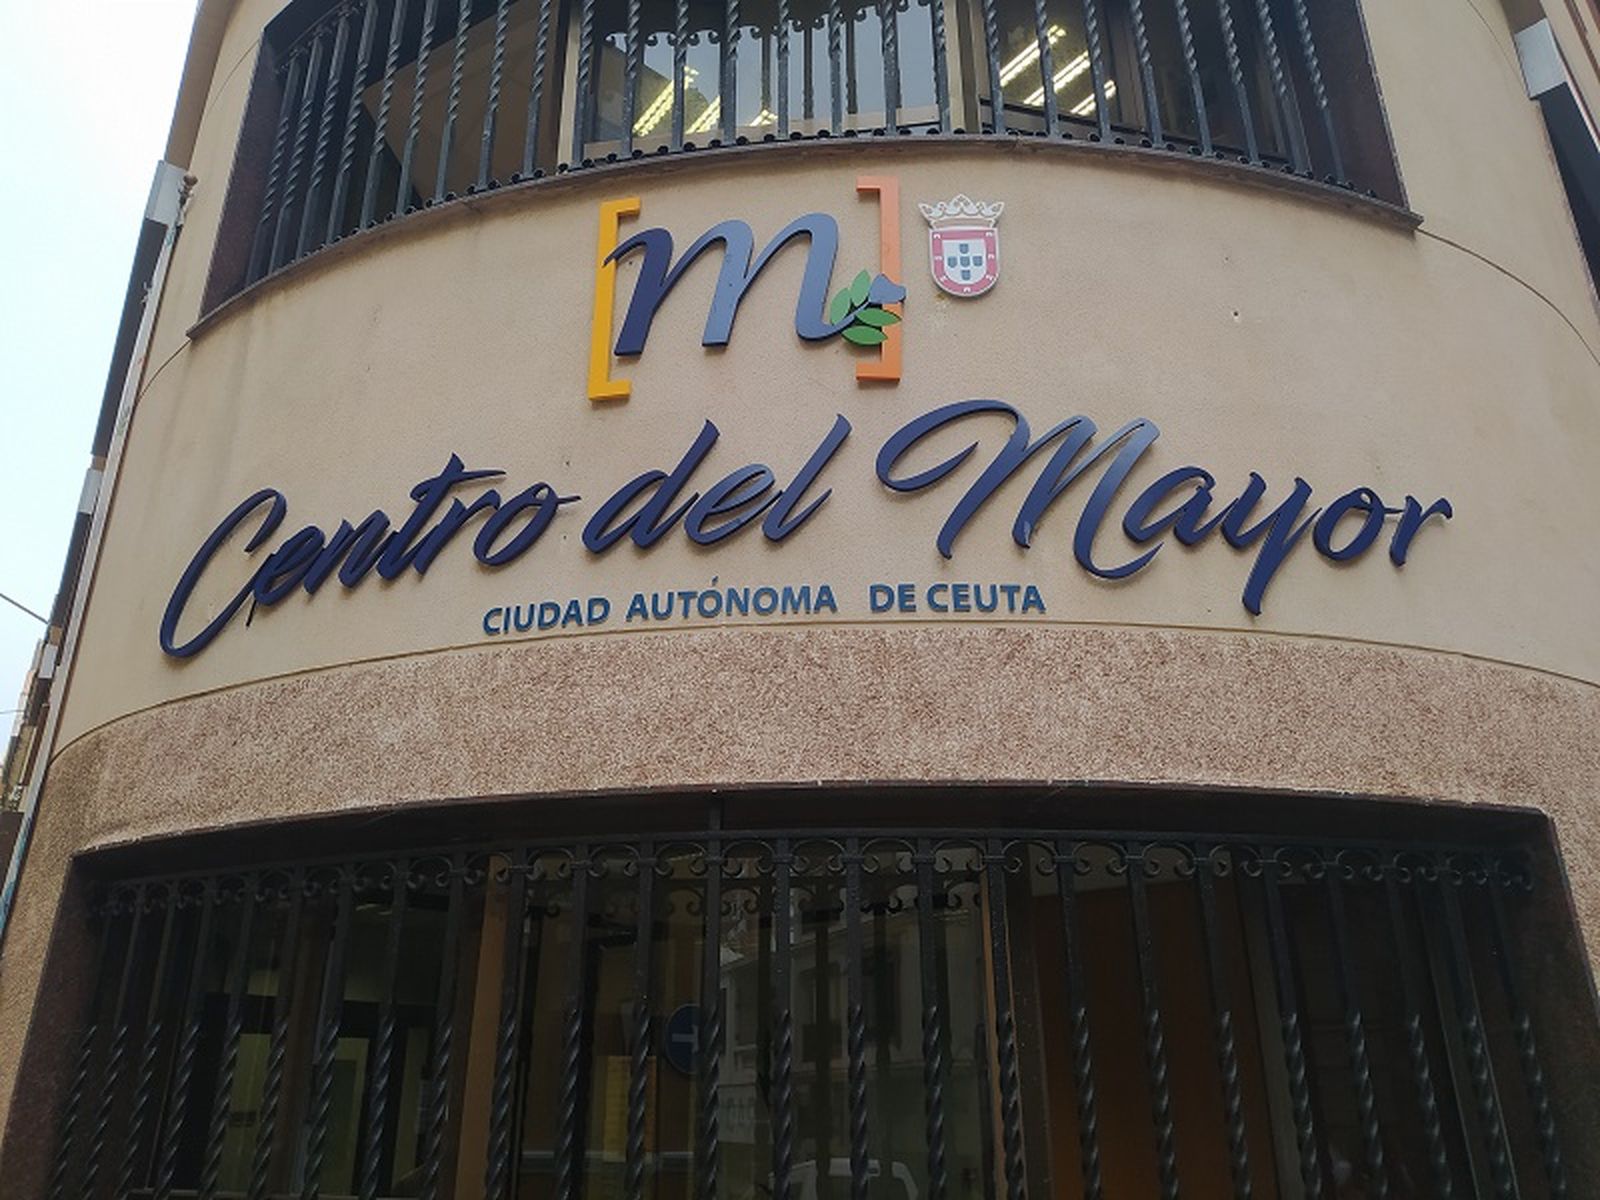 [m]
Centro del Mayor
CIUDAD AUTÓNOMA DE CEUTA